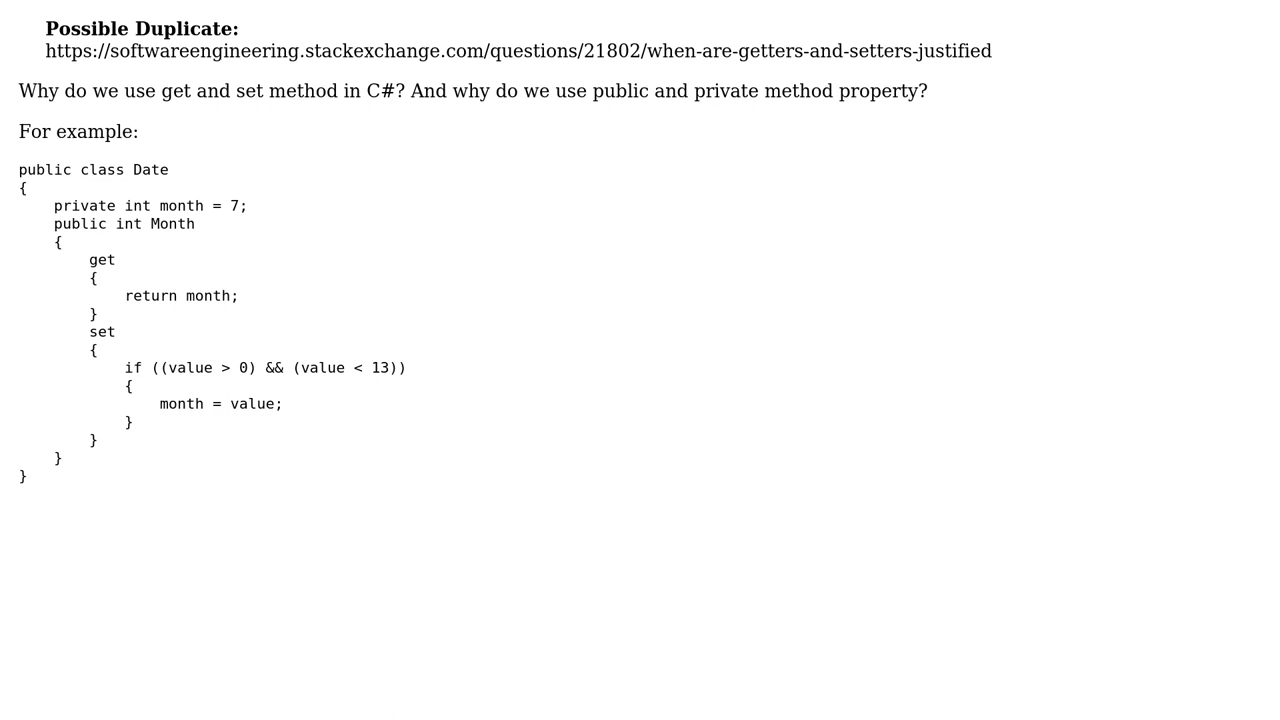 Possible Duplicate:
https://softwareengineering.stackexchange.com/questions/21802/when-are-getters-and-setters-justified
Why do we use get and set method in C#? And why do we use public and private method property?
For example:
public class Date
{
    private int month = 7;
    public int Month
    {
        get
        {
            return month;
        }
        set
        {
            if ((value > 0) && (value < 13))
            {
                month = value;
            }
        }
    }
}